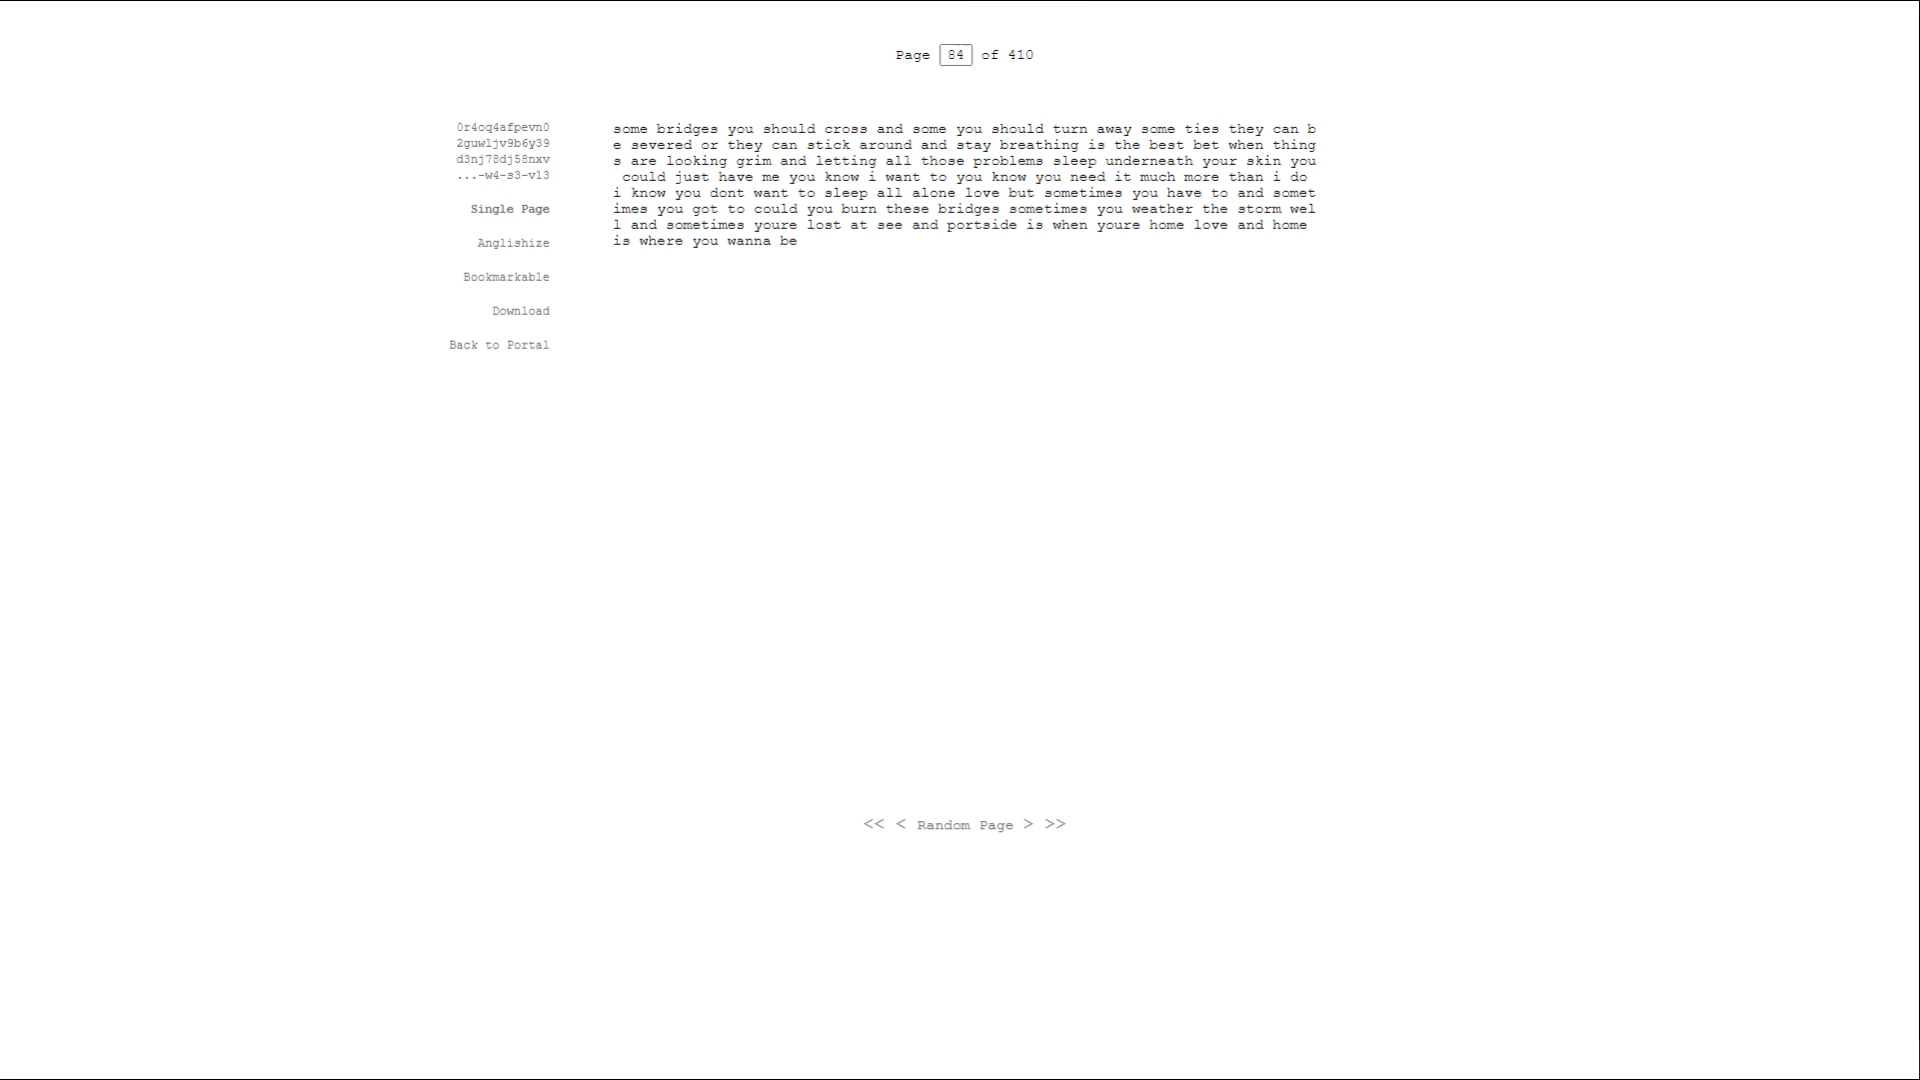 Page 84 of 410
0r4oq4afpevn0
2guwljv9b6y39
d3nj78dj58nxv
...-w4-s3-v13
Single Page
Anglishize
Bookmarkable
Download
Back to Portal
some bridges you should cross and some you should turn away some ties they can b
e severed or they can stick around and stay breathing is the best bet when thing
s are looking grim and letting all those problems sleep underneath your skin you
 could just have me you know i want to you know you need it much more than i do
i know you dont want to sleep all alone love but sometimes you have to and somet
imes you got to could you burn these bridges sometimes you weather the storm wel
l and sometimes youre lost at see and portside is when youre home love and home
is where you wanna be
<< < Random Page > >>